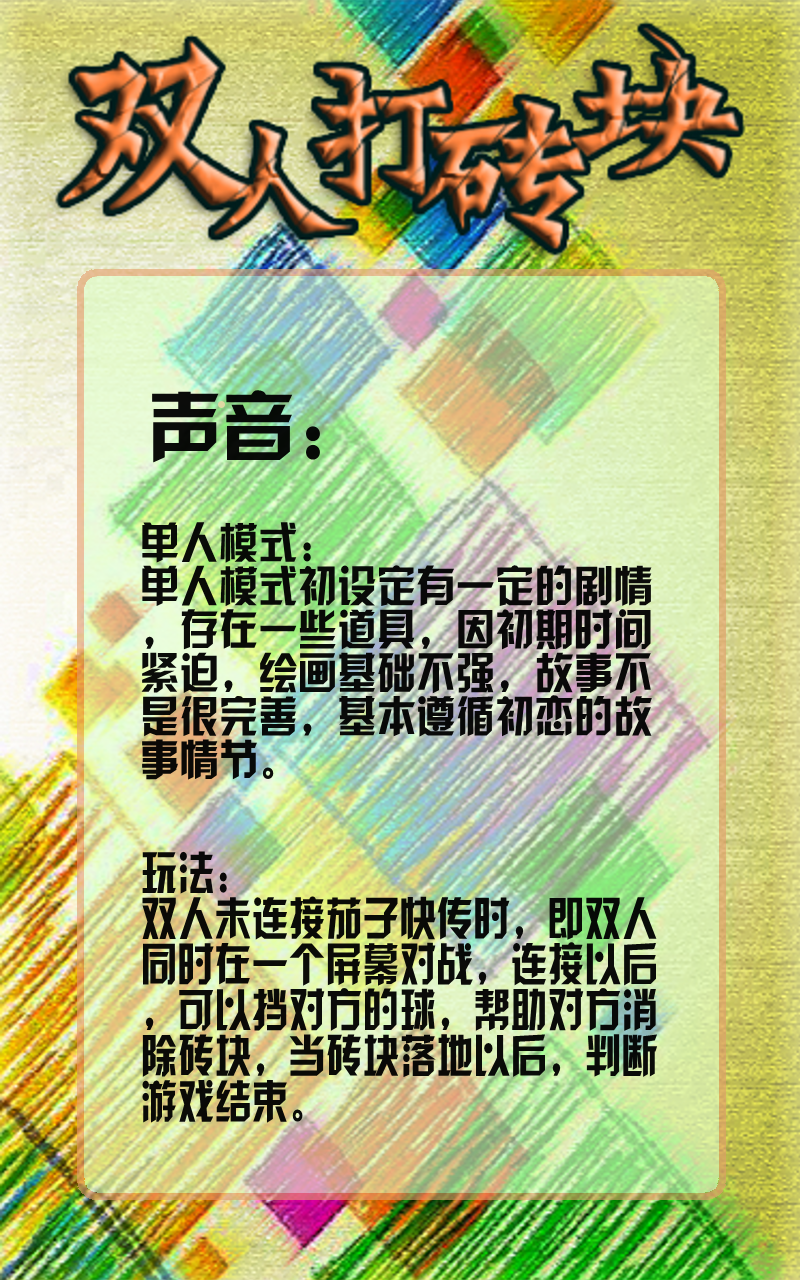 双人打砖块
声音：
单人模式：
单人模式初设定有一定的剧情
，存在一些道具，因初期时间
紧迫，绘画基础不强，故事不
是很完善，基本遵循初恋的故
事情节。
玩法：
双人未连接茄子快传时，即双人
同时在一个屏幕对战，连接以后
，可以挡对方的球，帮助对方消
除砖块，当砖块落地以后，判断
游戏结束。